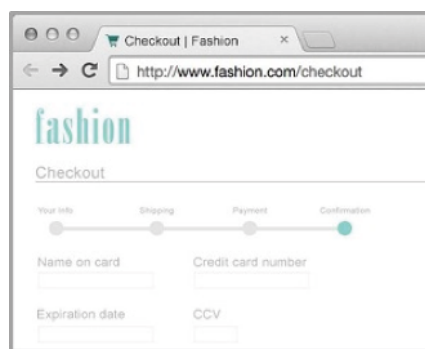 Checkout | Fashion ×
http://www.fashion.com/checkout
fashion
Checkout
Your Info Shipping Payment Confirmation
Name on card Credit card number
Expiration date CCV